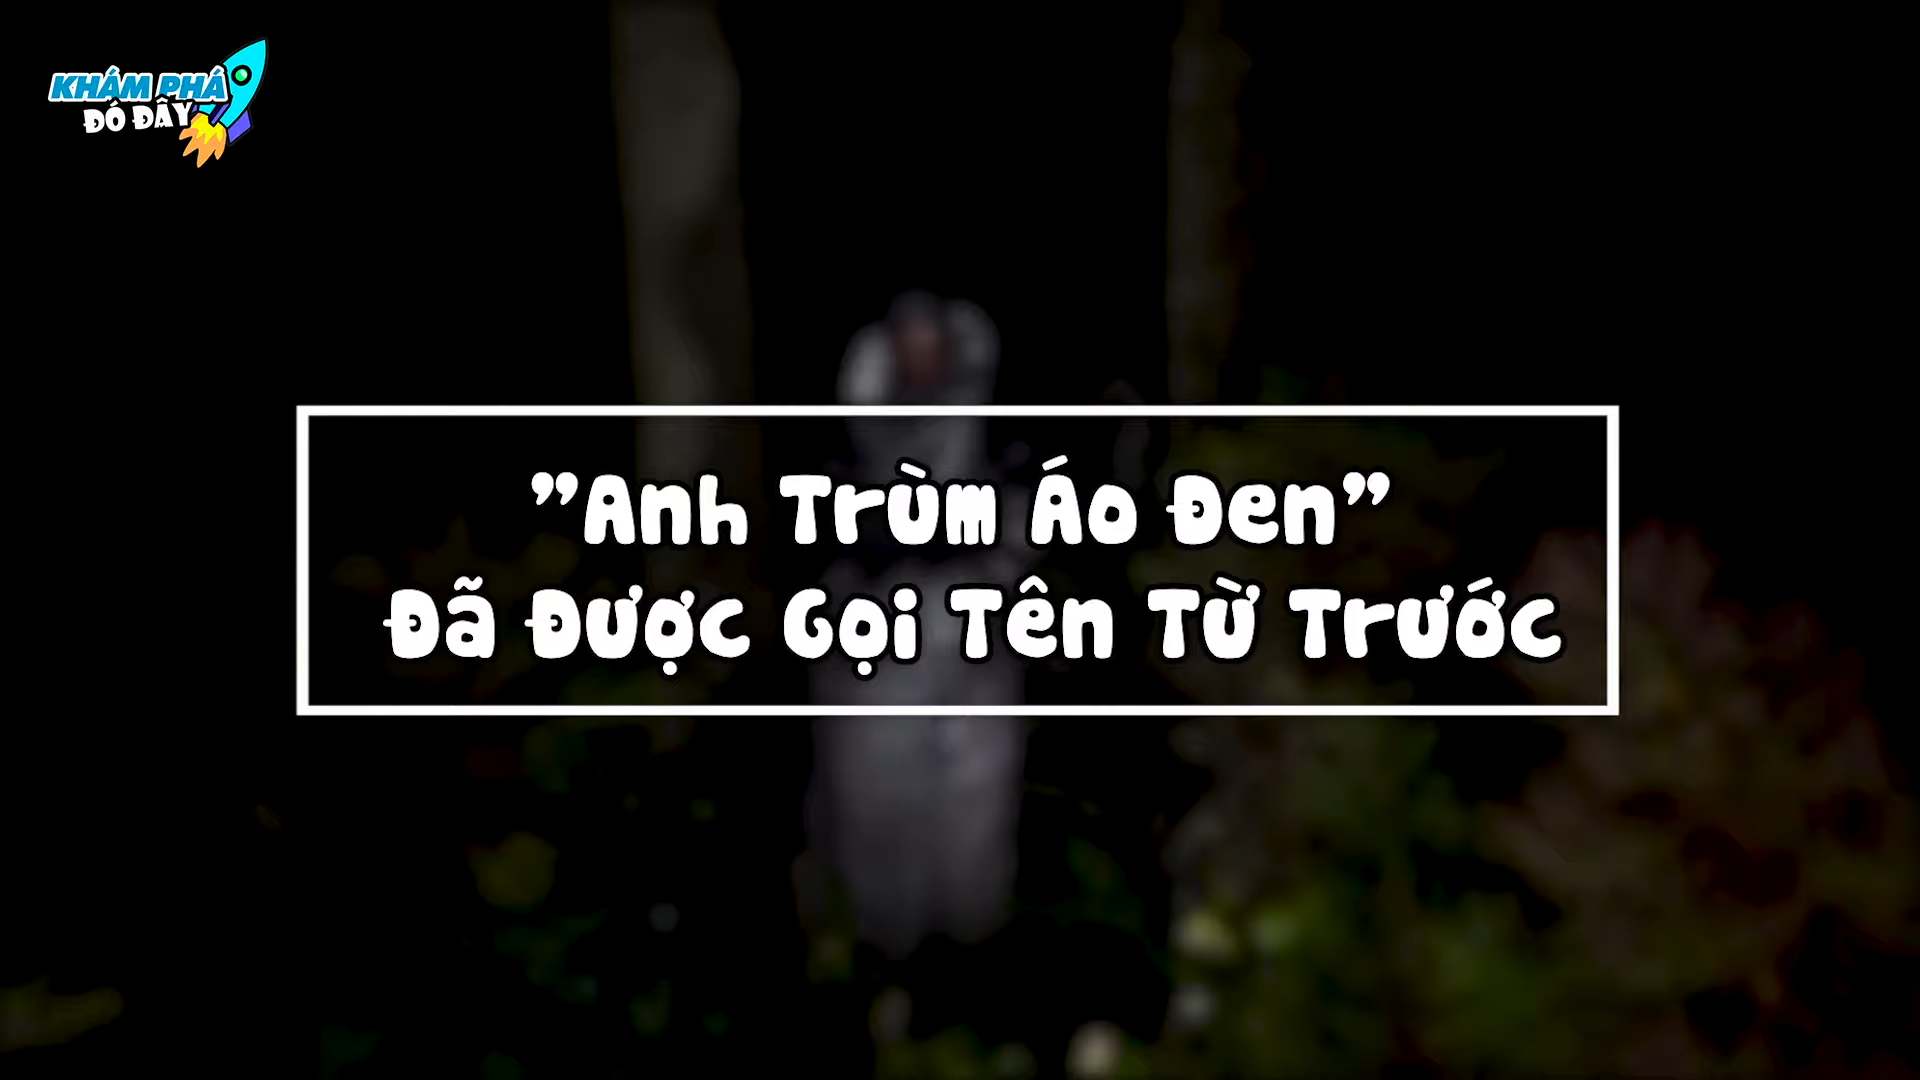 KHÁM PHÁ
ĐÓ ĐÂY
"Anh Trùm Áo Đen"
Đã Được Gọi Tên Từ Trước